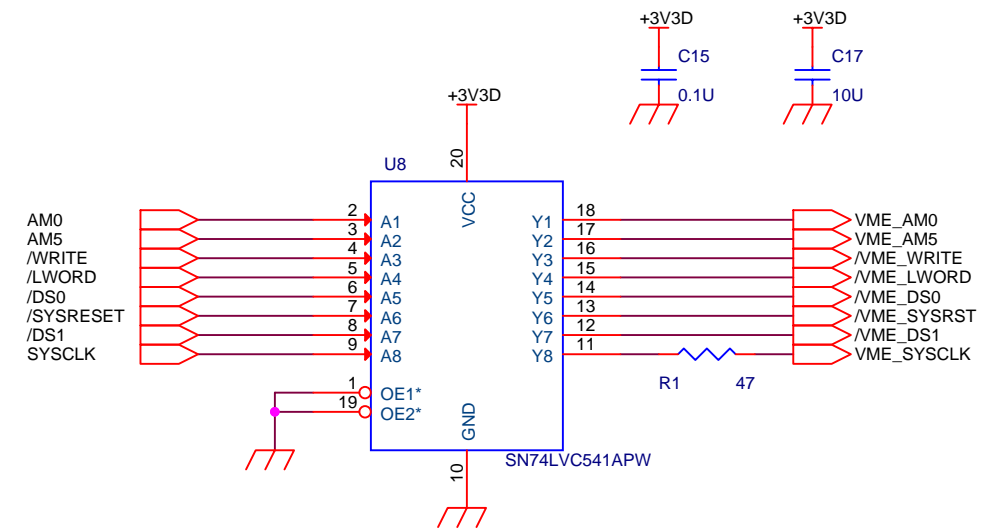 +3V3D +3V3D
C15 C17
0.1U 10U
+3V3D
20
U8
VCC
AM0 2 A1 Y1 18 VME_AM0
AM5 3 A2 Y2 17 VME_AM5
/WRITE 4 A3 Y3 16 /VME_WRITE
/LWORD 5 A4 Y4 15 /VME_LWORD
/DS0 6 A5 Y5 14 /VME_DS0
/SYSRESET 7 A6 Y6 13 /VME_SYSRST
/DS1 8 A7 Y7 12 /VME_DS1
SYSCLK 9 A8 Y8 11 VME_SYSCLK
R1 47
1 OE1*
19 OE2*
GND
SN74LVC541APW
10